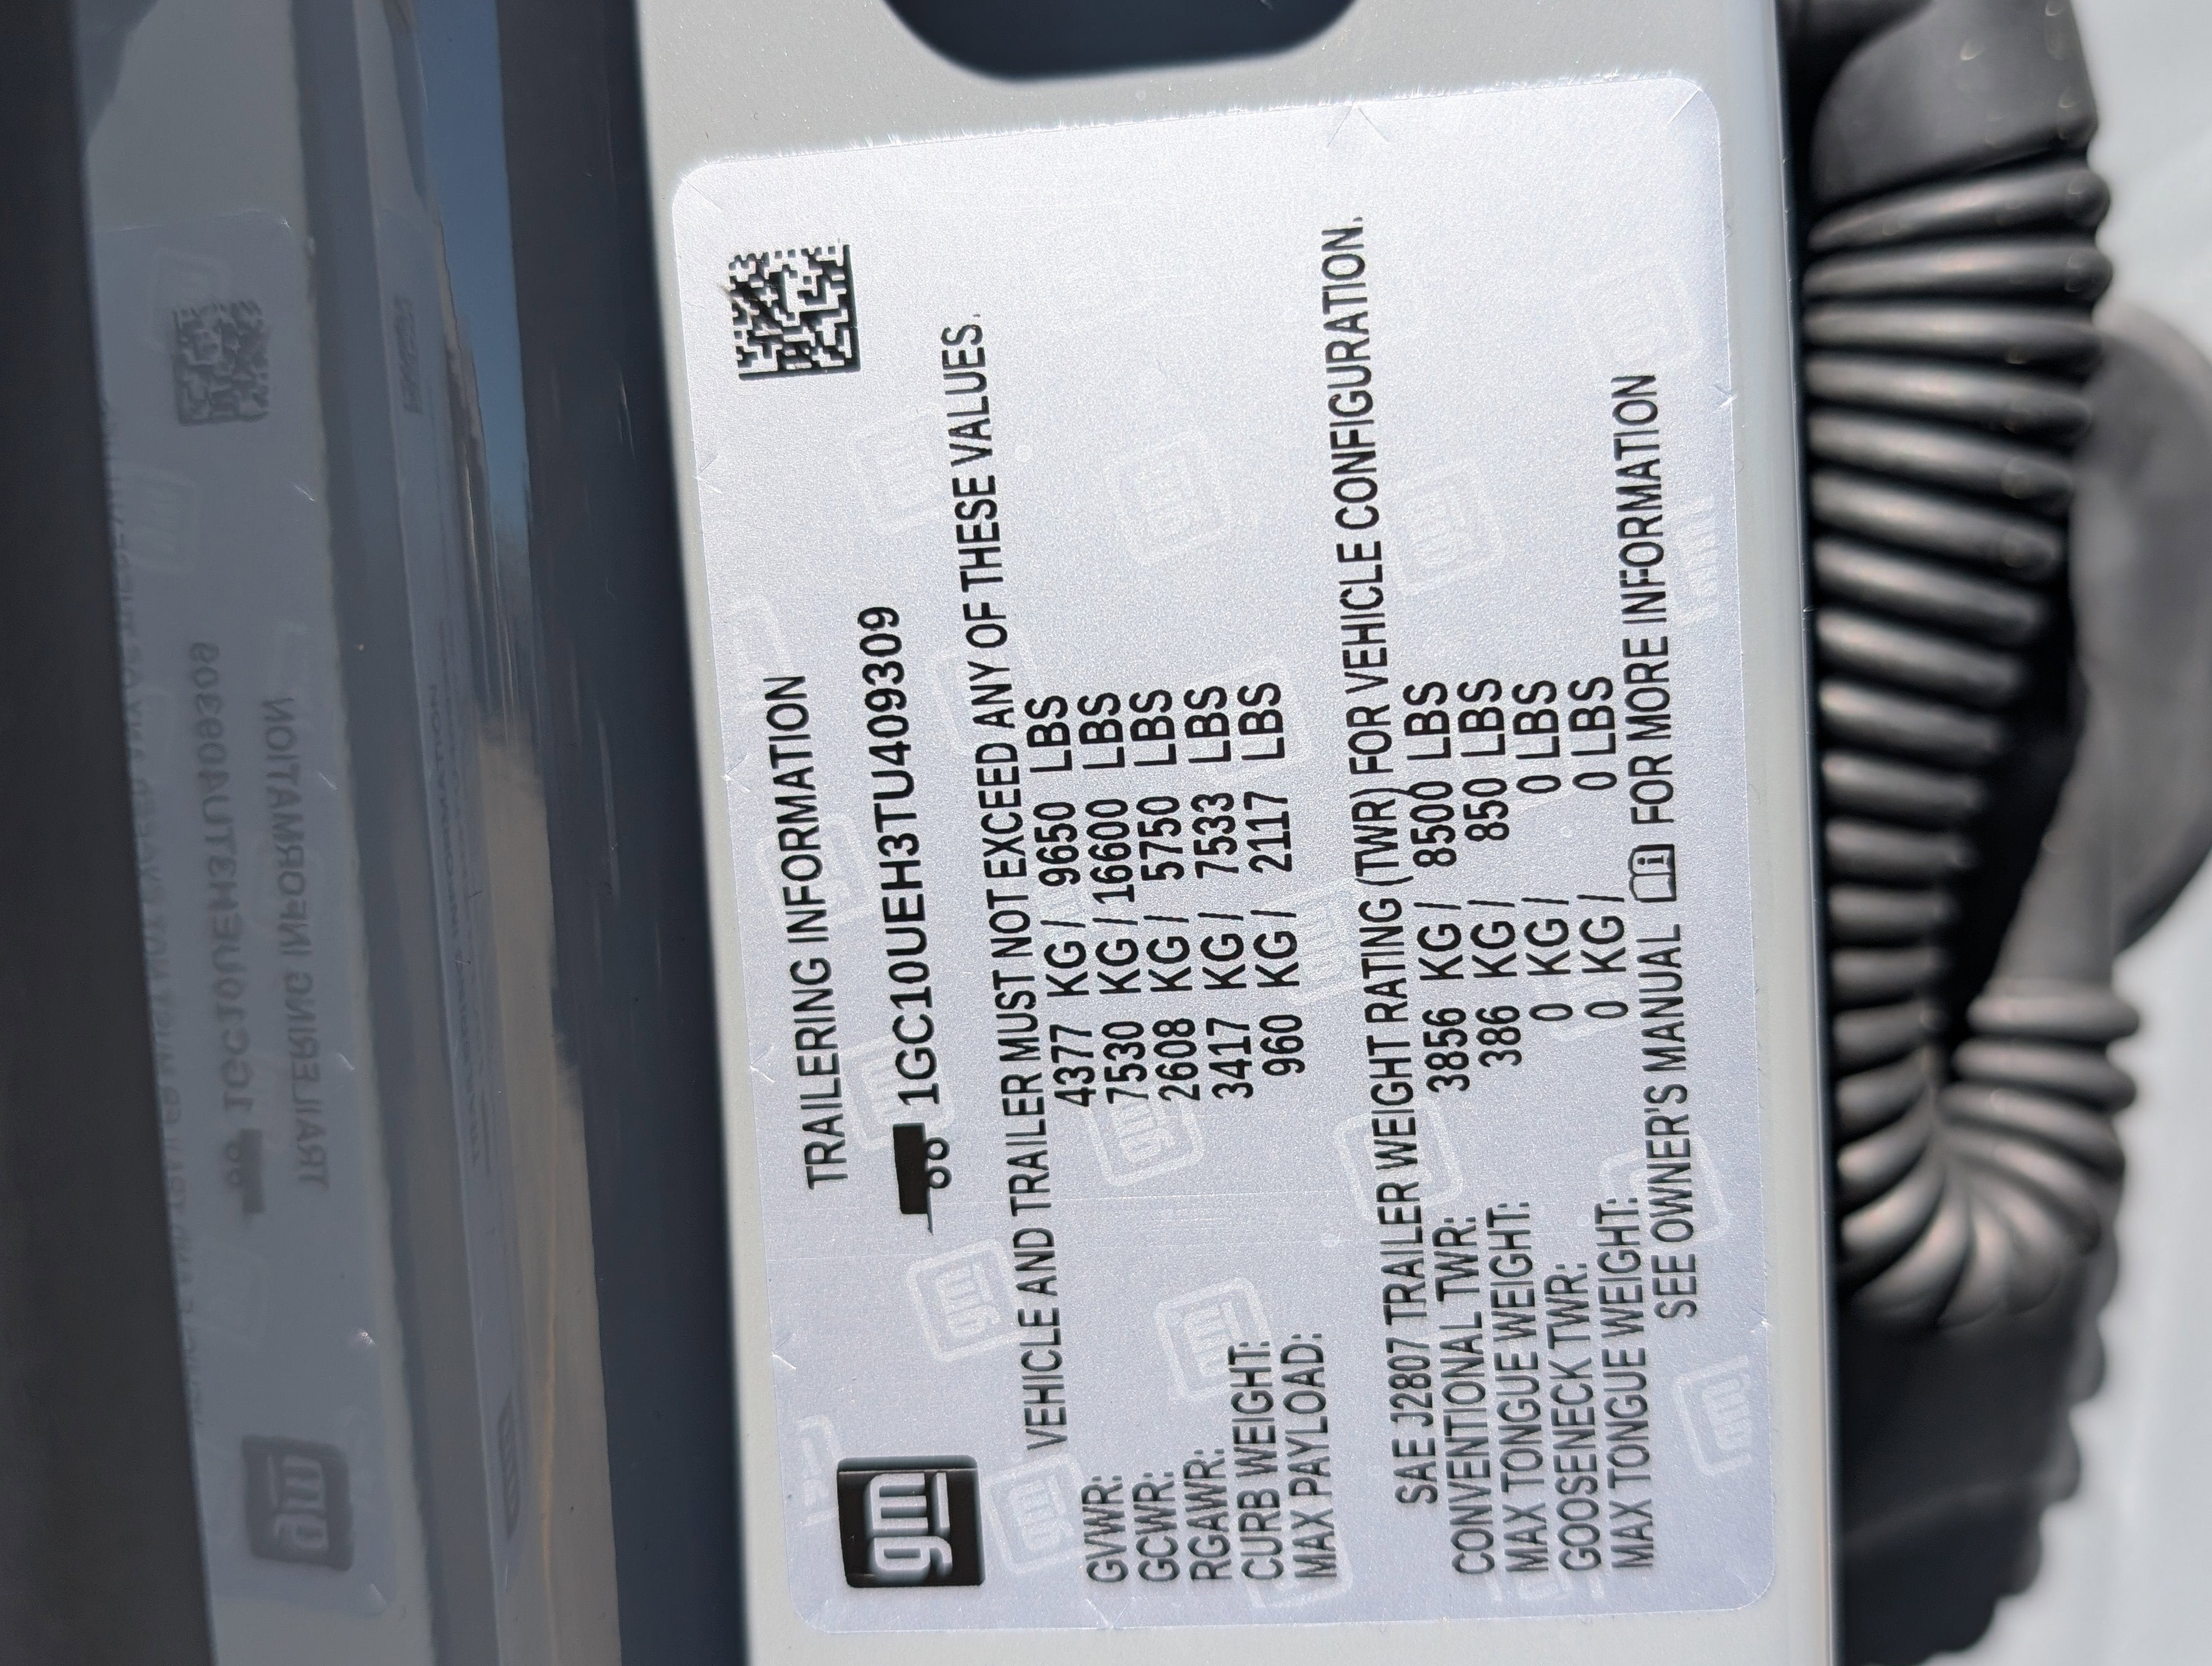 gm
TRAILERING INFORMATION
1GC10UEH3TU409309
VEHICLE AND TRAILER MUST NOT EXCEED ANY OF THESE VALUES.
GVWR: 4377 KG / 9650 LBS
GCWR: 7530 KG / 16600 LBS
RGAWR: 2608 KG / 5750 LBS
CURB WEIGHT: 3417 KG / 7533 LBS
MAX PAYLOAD: 960 KG / 2117 LBS
SAE J2807 TRAILER WEIGHT RATING (TWR) FOR VEHICLE CONFIGURATION.
CONVENTIONAL TWR: 3856 KG / 8500 LBS
MAX TONGUE WEIGHT: 386 KG / 850 LBS
GOOSENECK TWR: 0 KG / 0 LBS
MAX TONGUE WEIGHT: 0 KG / 0 LBS
SEE OWNER'S MANUAL FOR MORE INFORMATION